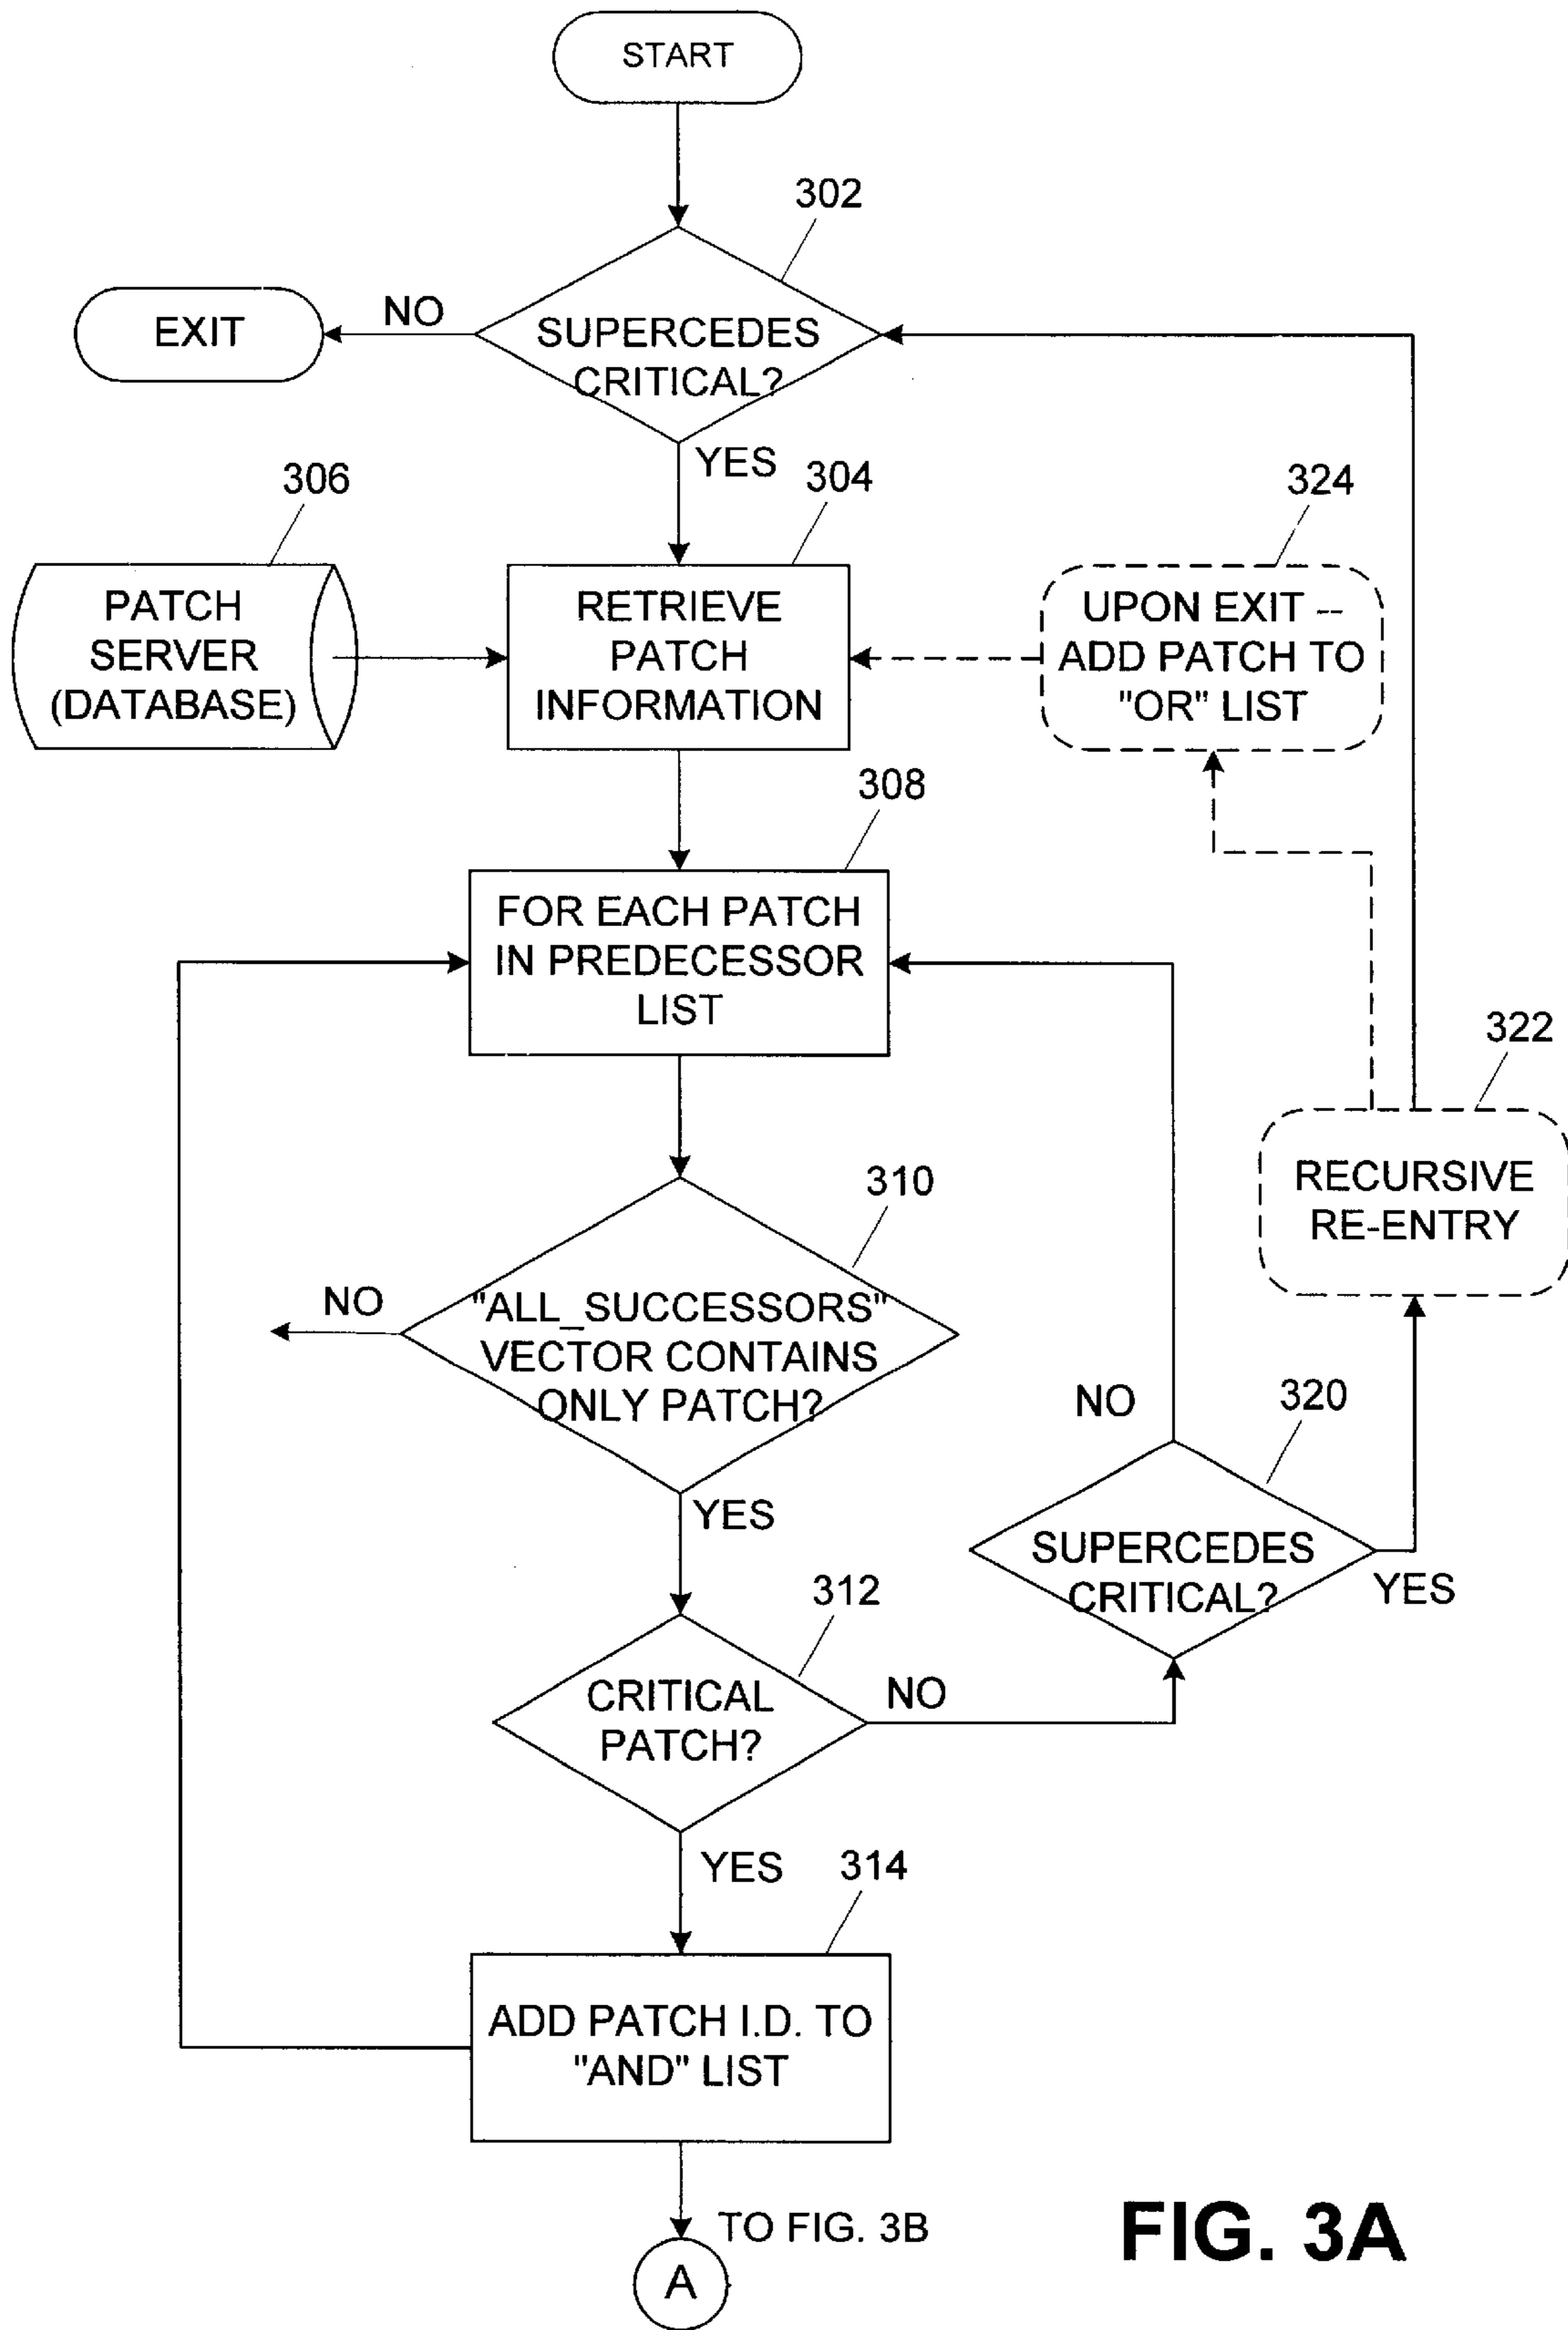 START
302
EXIT
NO
SUPERCEDES
CRITICAL?
YES
306
304
324
PATCH
SERVER
(DATABASE)
RETRIEVE
PATCH
INFORMATION
UPON EXIT --
ADD PATCH TO
"OR" LIST
308
FOR EACH PATCH
IN PREDECESSOR
LIST
322
RECURSIVE
RE-ENTRY
310
NO
"ALL_SUCCESSORS"
VECTOR CONTAINS
ONLY PATCH?
NO
320
YES
SUPERCEDES
CRITICAL?
YES
312
CRITICAL
PATCH?
NO
YES
314
ADD PATCH I.D. TO
"AND" LIST
TO FIG. 3B
A
FIG. 3A